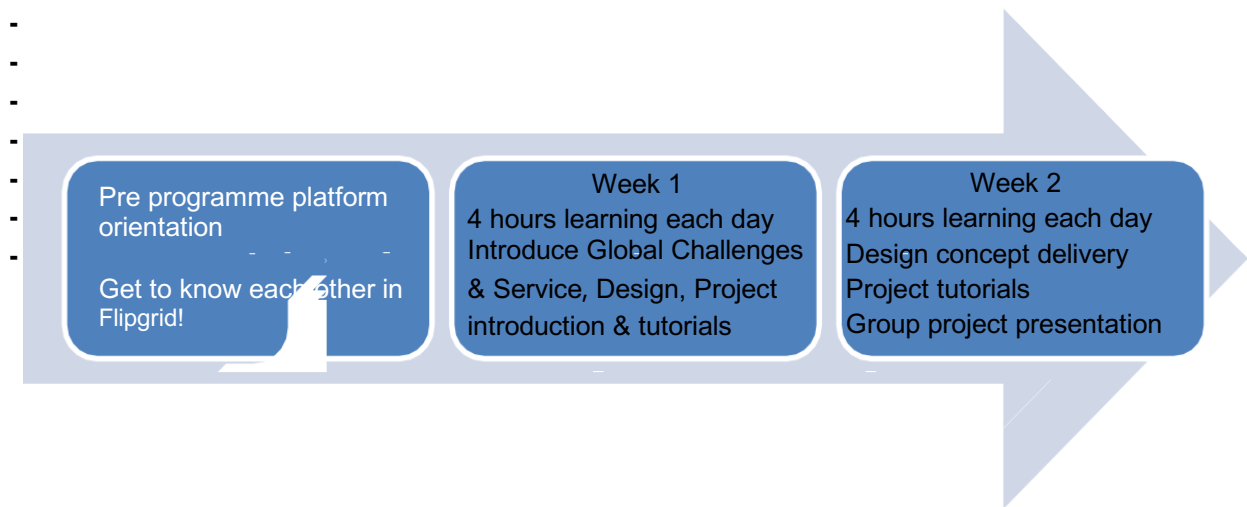 -
-
-
-
-
-
-
Pre programme platform
orientation
Get to know each other in
Flipgrid!
Week 1
4 hours learning each day
Introduce Global Challenges
& Service, Design, Project
introduction & tutorials
Week 2
4 hours learning each day
Design concept delivery
Project tutorials
Group project presentation